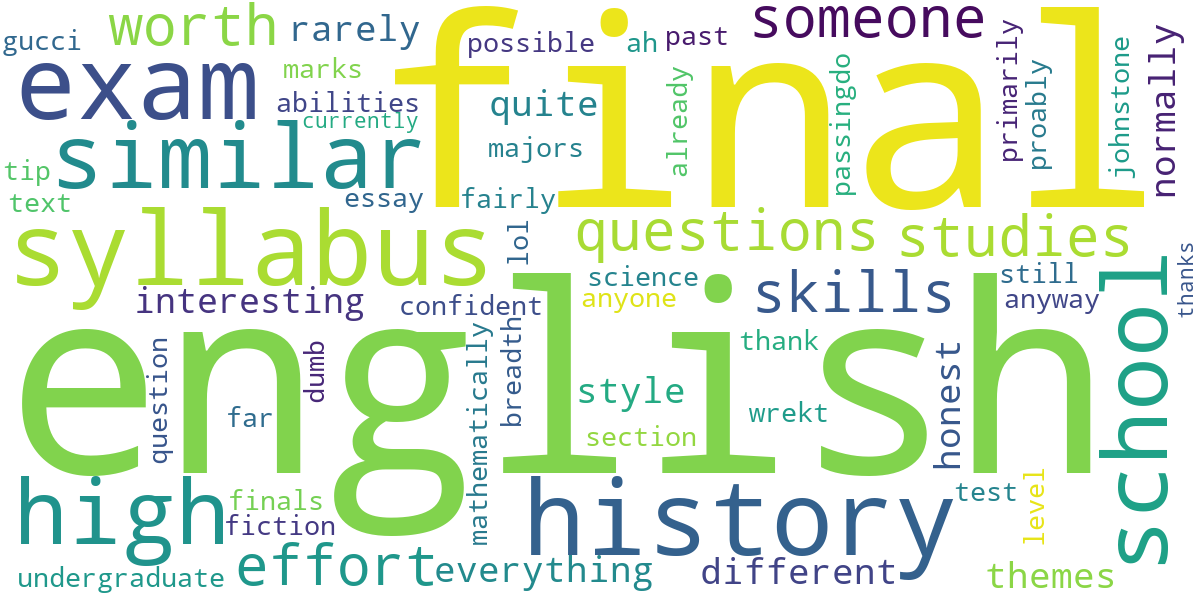 gucci
worth
rarely
possible
ah
past
someone
exam
marks
abilities
currently
quite
final
already
passingdo
primarily
proably
johnstone
normally
similar
majors
tip
text
essay
fairly
syllabus
lol
questions
studies
interesting
confident
science
anyone
skills
still
anyway
thanks
school
english
question
far
dumb
mathematically
breadth
style
thank
wrekt
section
honest
high
finals
fiction
history
test
level
undergraduate
effort
everything
different
themes